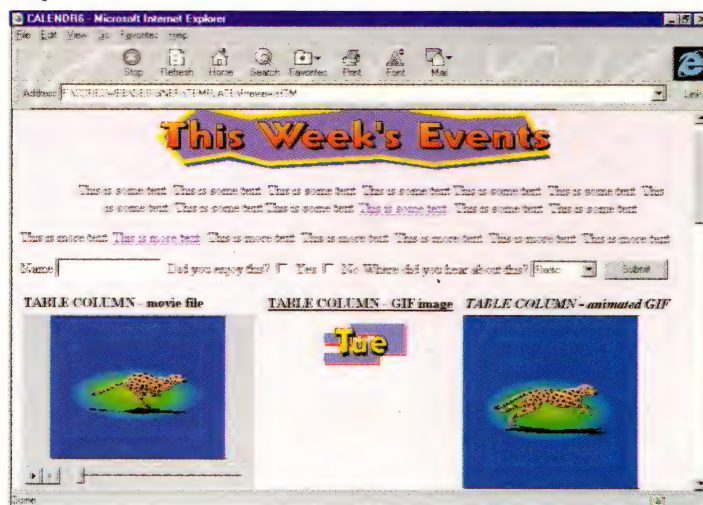 CALENDR6 - Microsoft Internet Explorer
File Edit View Go Favorites Help
Stop Refresh Home Search Favorites Print Font Mail
Address
This Week's Events
This is some text This is some text This is some text This is some text This is some text This is some text This
is some text This is some text This is some text This is some text This is some text This is some text
This is more text This is more text This is more text This is more text This is more text This is more text This is more text
Name Did you enjoy this? Yes No Where did you hear about this? Radio Submit
TABLE COLUMN - movie file TABLE COLUMN - GIF image TABLE COLUMN - animated GIF
Tue
Done